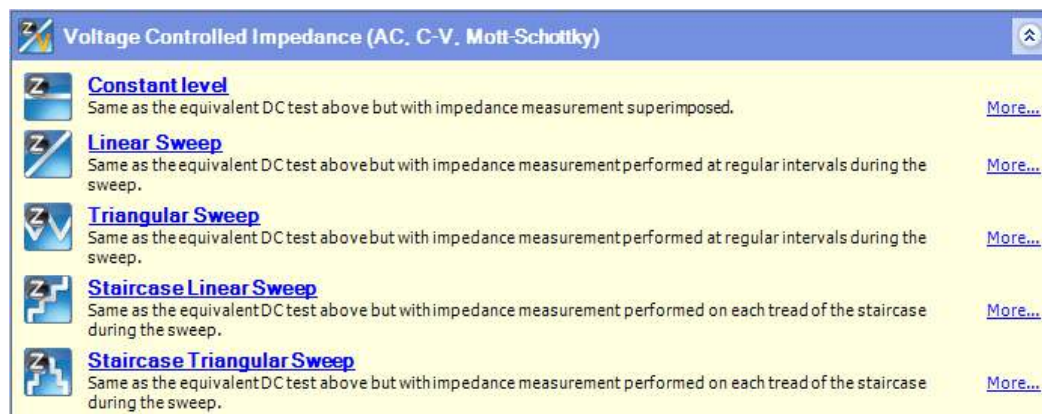 Voltage Controlled Impedance (AC, C-V, Mott-Schottky)
Constant level
Same as the equivalent DC test above but with impedance measurement superimposed. More...
Linear Sweep
Same as the equivalent DC test above but with impedance measurement performed at regular intervals during the More...
sweep.
Triangular Sweep
Same as the equivalent DC test above but with impedance measurement performed at regular intervals during the More...
sweep.
Staircase Linear Sweep
Same as the equivalent DC test above but with impedance measurement performed on each tread of the staircase More...
during the sweep.
Staircase Triangular Sweep
Same as the equivalent DC test above but with impedance measurement performed on each tread of the staircase More...
during the sweep.